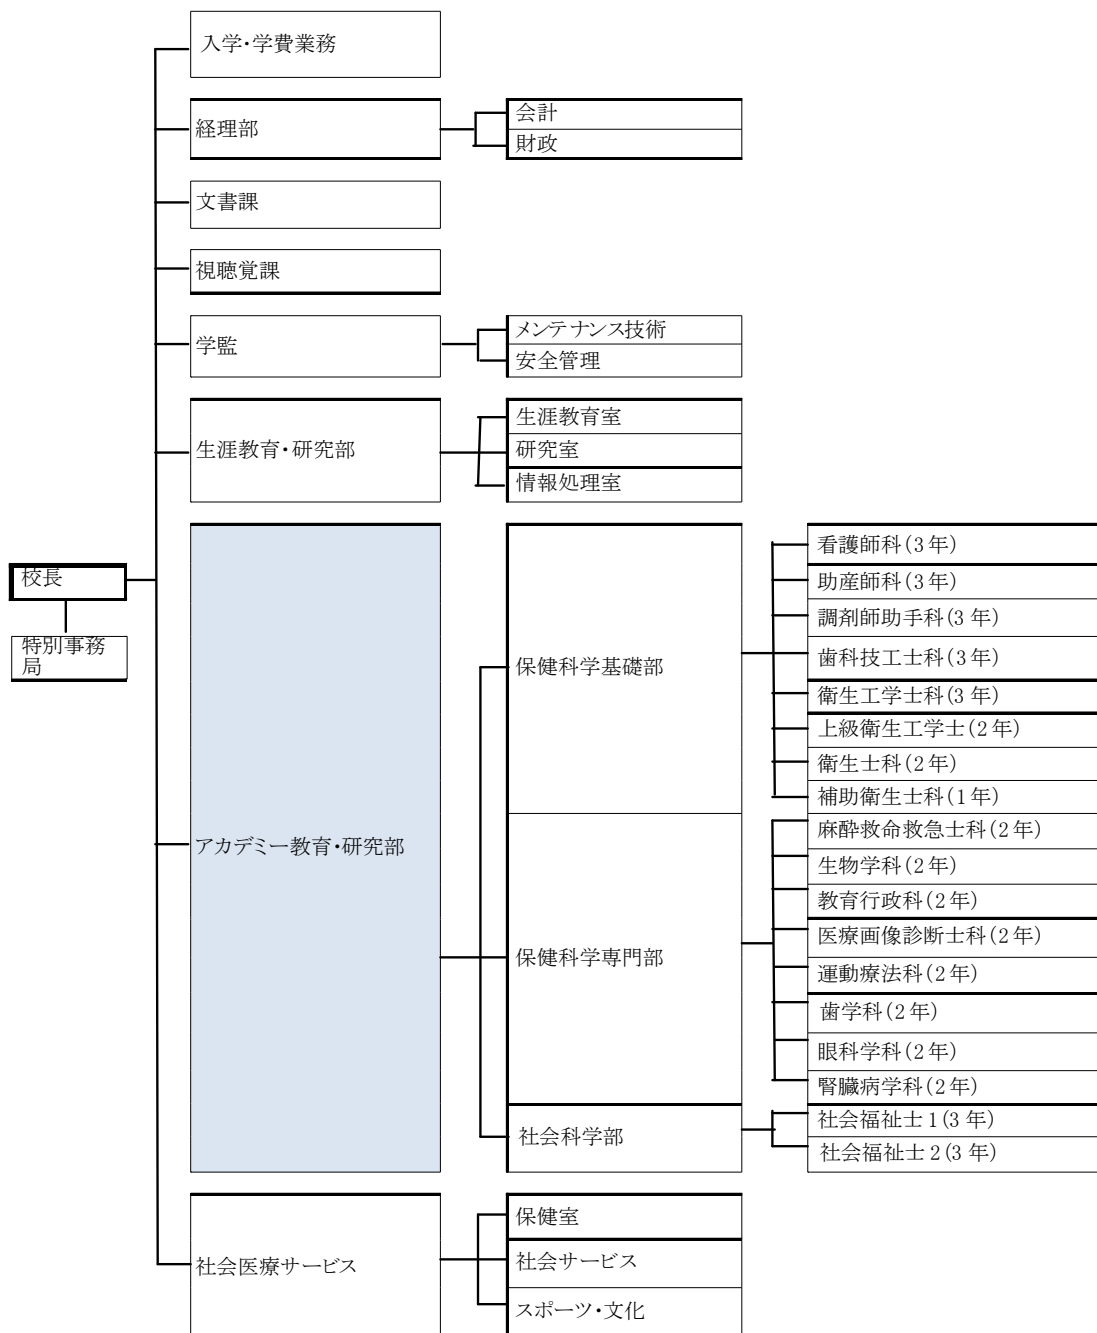 入学・学費業務
経理部
会計
財政
文書課
視聴覚課
学監
メンテナンス技術
安全管理
生涯教育・研究部
生涯教育室
研究室
情報処理室
校長
特別事務
局
アカデミー教育・研究部
保健科学基礎部
看護師科(3年)
助産師科(3年)
調剤師助手科(3年)
歯科技工士科(3年)
衛生工学士科(3年)
上級衛生工学士(2年)
衛生士科(2年)
補助衛生士科(1年)
保健科学専門部
麻酔救命救急士科(2年)
生物学科(2年)
教育行政科(2年)
医療画像診断士科(2年)
運動療法科(2年)
歯学科(2年)
眼科学科(2年)
腎臓病学科(2年)
社会科学部
社会福祉士1(3年)
社会福祉士2(3年)
社会医療サービス
保健室
社会サービス
スポーツ・文化